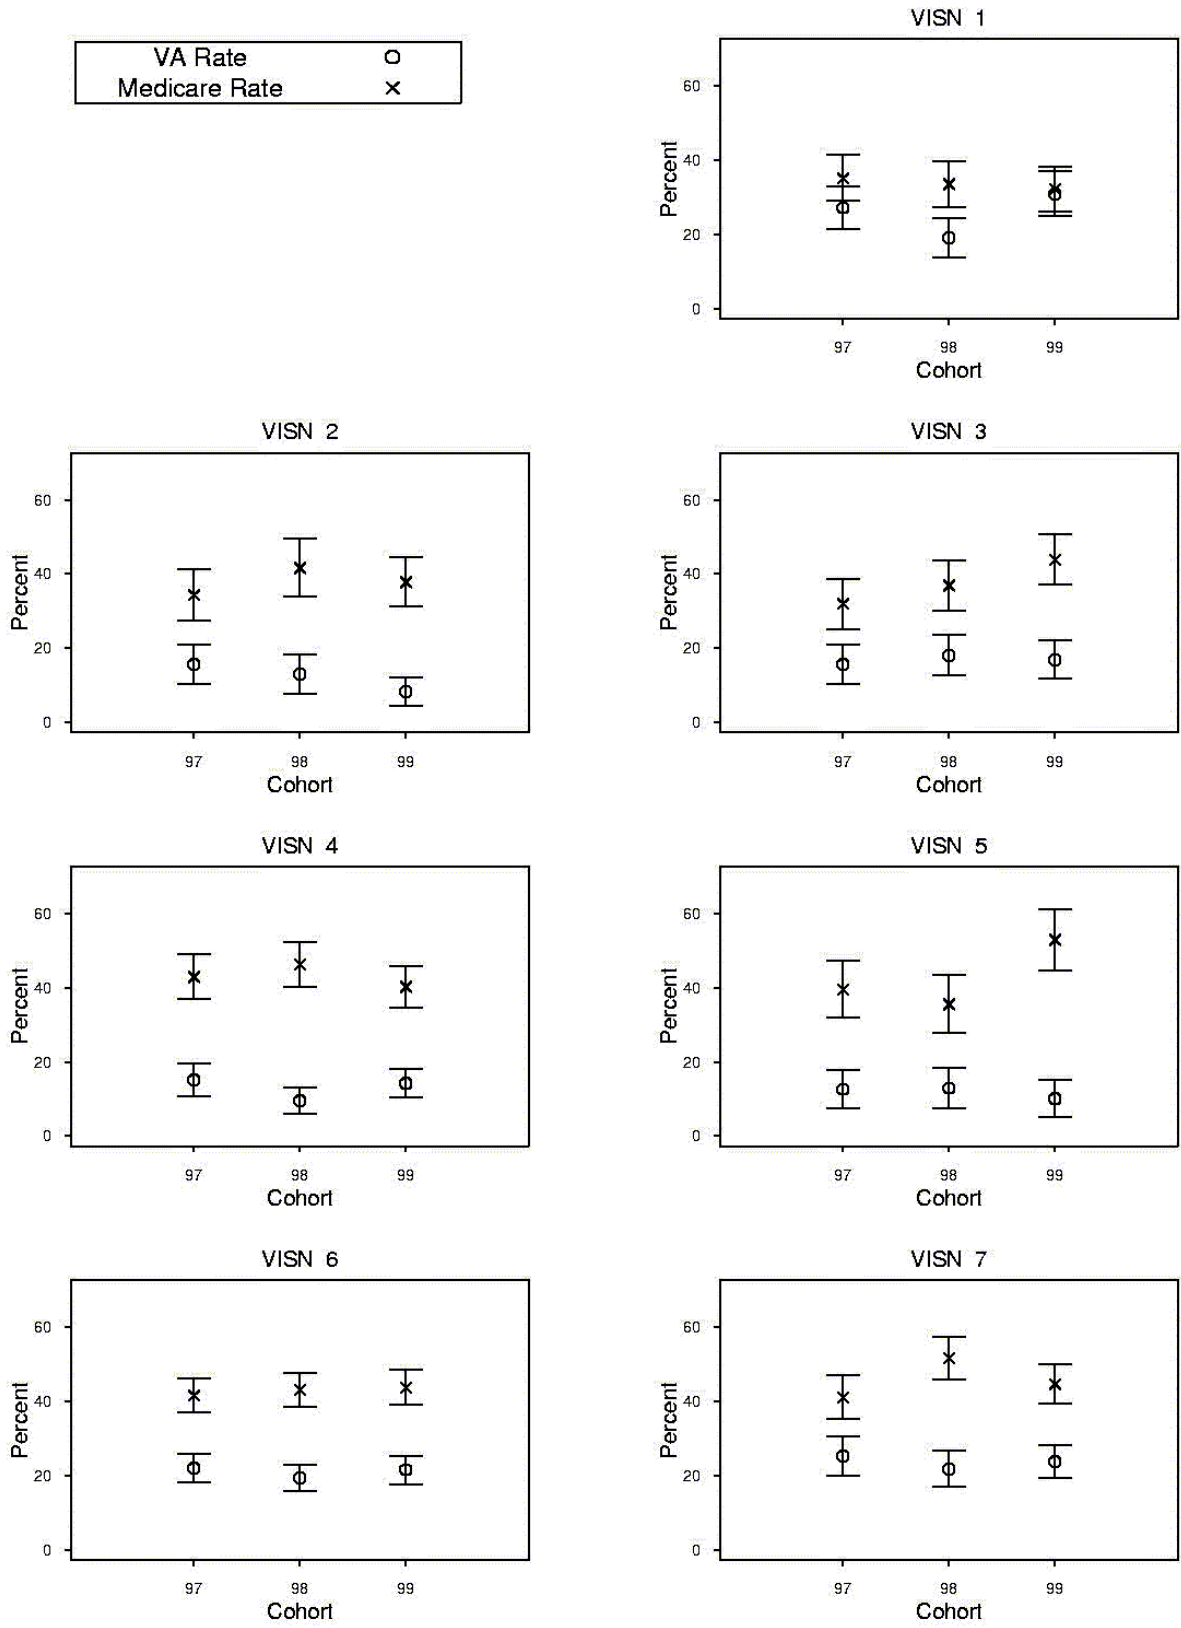 VISN 1
VA Rate
Medicare Rate
60
40
20
0
Percent
97 98 99
Cohort
VISN 2
60
40
20
0
Percent
97 98 99
Cohort
VISN 3
60
40
20
0
Percent
97 98 99
Cohort
VISN 4
60
40
20
0
Percent
97 98 99
Cohort
VISN 5
60
40
20
0
Percent
97 98 99
Cohort
VISN 6
60
40
20
0
Percent
97 98 99
Cohort
VISN 7
60
40
20
0
Percent
97 98 99
Cohort